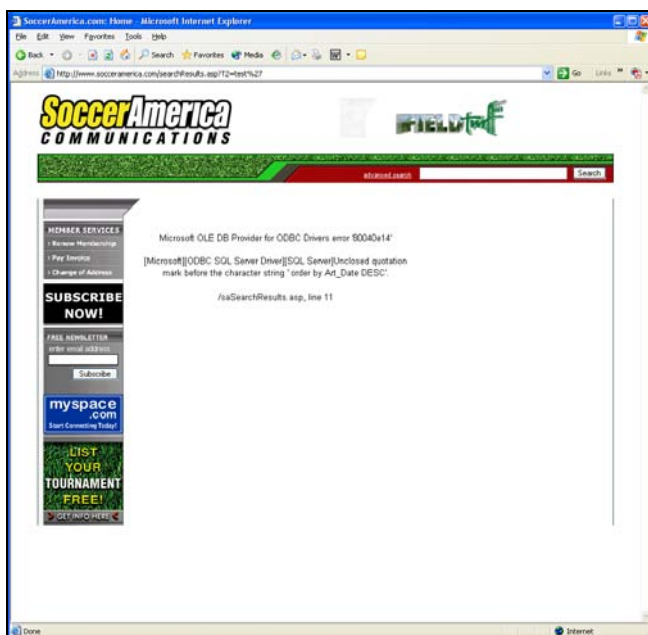 SoccerAmerica.com: Home - Microsoft Internet Explorer
File Edit View Favorites Tools Help
Back Search Favorites Media
Address http://www.socceramerica.com/searchResults.asp?T2=test%27 Go Links »
SoccerAmerica
COMMUNICATIONS
FIELDturf
advanced search Search
MEMBER SERVICES
› Renew Membership
› Pay Invoice
› Change of Address
Microsoft OLE DB Provider for ODBC Drivers error '80040e14'
[Microsoft][ODBC SQL Server Driver][SQL Server]Unclosed quotation
mark before the character string ' order by Art_Date DESC'.
/saSearchResults.asp, line 11
SUBSCRIBE
NOW!
FREE NEWSLETTER
enter email address
Subscribe
myspace
.com
Start Connecting Today!
LIST
YOUR
TOURNAMENT
FREE!
GET INFO HERE
Done Internet